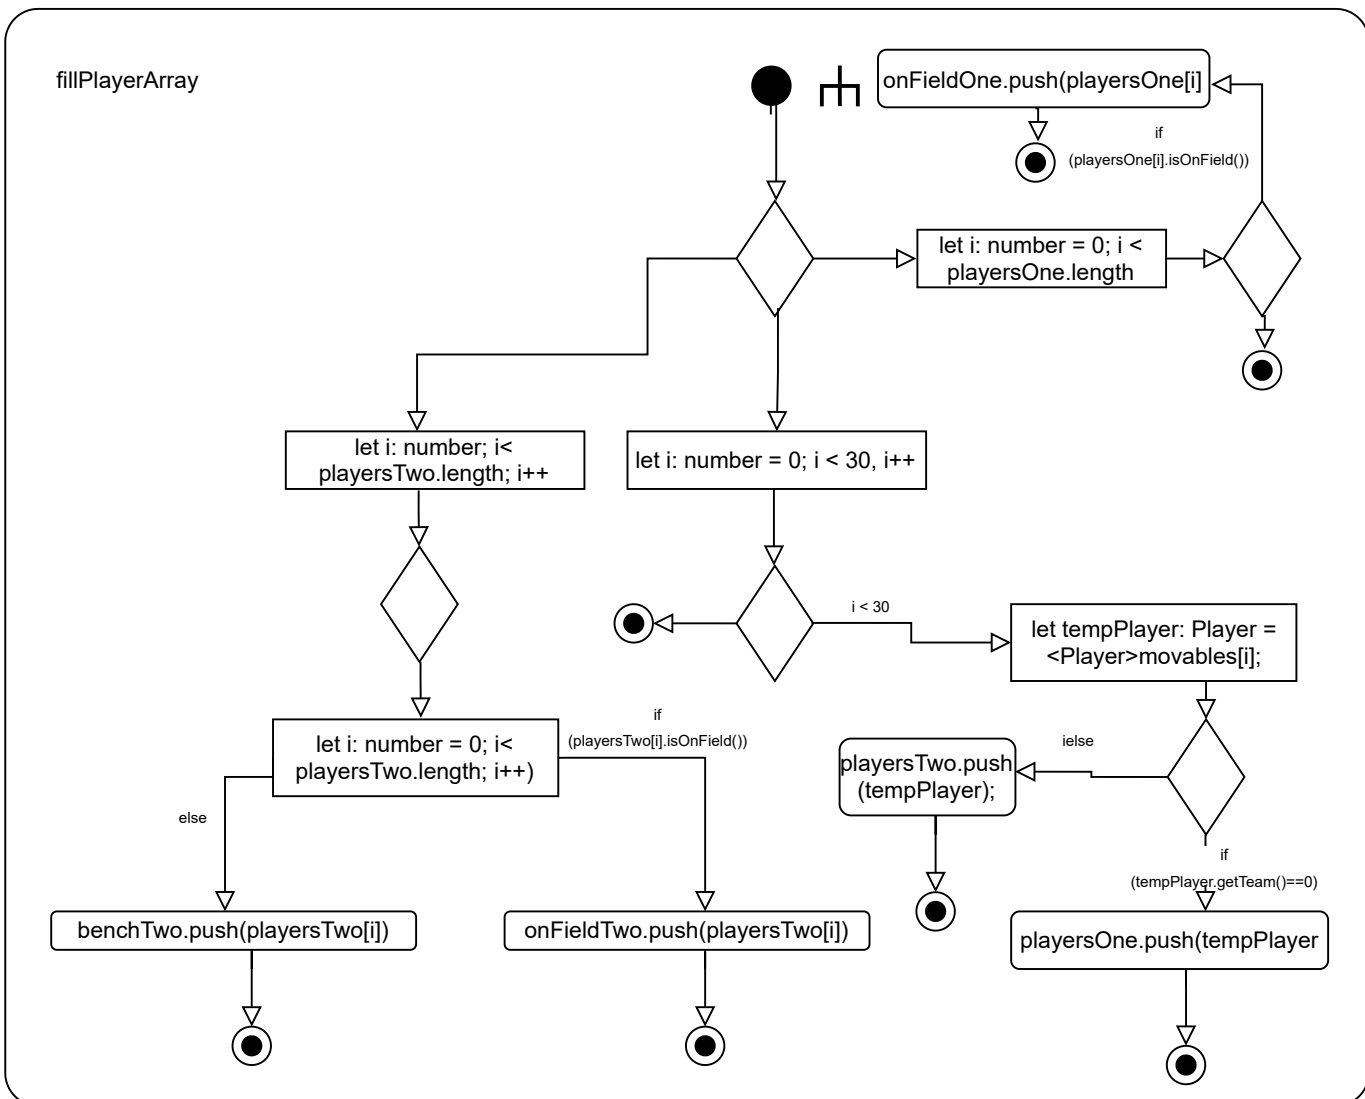 fillPlayerArray
onFieldOne.push(playersOne[i]
if
(playersOne[i].isOnField())
let i: number = 0; i <
playersOne.length
let i: number; i<
playersTwo.length; i++
let i: number = 0; i < 30, i++
i < 30
let tempPlayer: Player =
<Player>movables[i];
let i: number = 0; i<
playersTwo.length; i++)
if
(playersTwo[i].isOnField())
else
ielse
playersTwo.push
(tempPlayer);
if
(tempPlayer.getTeam()==0)
benchTwo.push(playersTwo[i])
onFieldTwo.push(playersTwo[i])
playersOne.push(tempPlayer